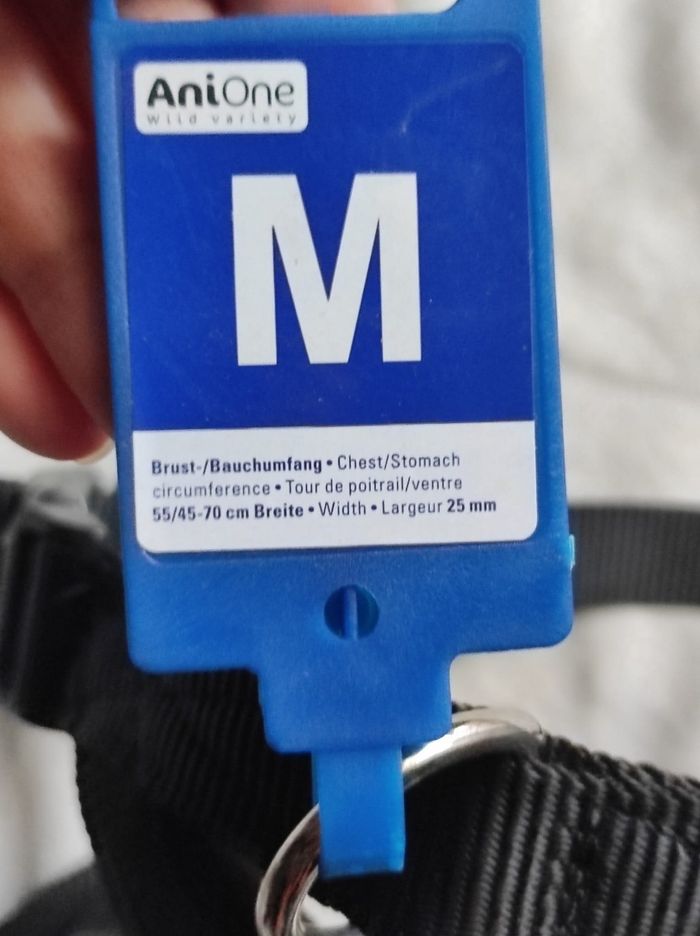 AniOne
Wild variety
M
Brust-/Bauchumfang • Chest/Stomach
circumference • Tour de poitrail/ventre
55/45-70 cm Breite • Width • Largeur 25 mm